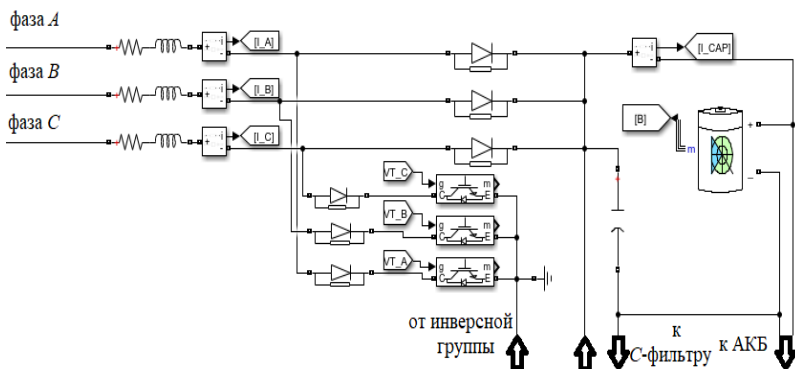 фаза A
[I_A]
фаза B
[I_B]
фаза C
[I_C]
[I_CAP]
[B]
m
VT_C
g
m
C
E
VT_B
g
m
C
E
VT_A
g
m
C
E
от инверсной
группы
к
С-фильтру
к АКБ